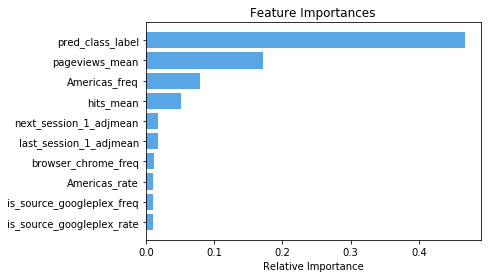 Feature Importances
pred_class_label
pageviews_mean
Americas_freq
hits_mean
next_session_1_adjmean
last_session_1_adjmean
browser_chrome_freq
Americas_rate
is_source_googleplex_freq
is_source_googleplex_rate
0.0 0.1 0.2 0.3 0.4
Relative Importance